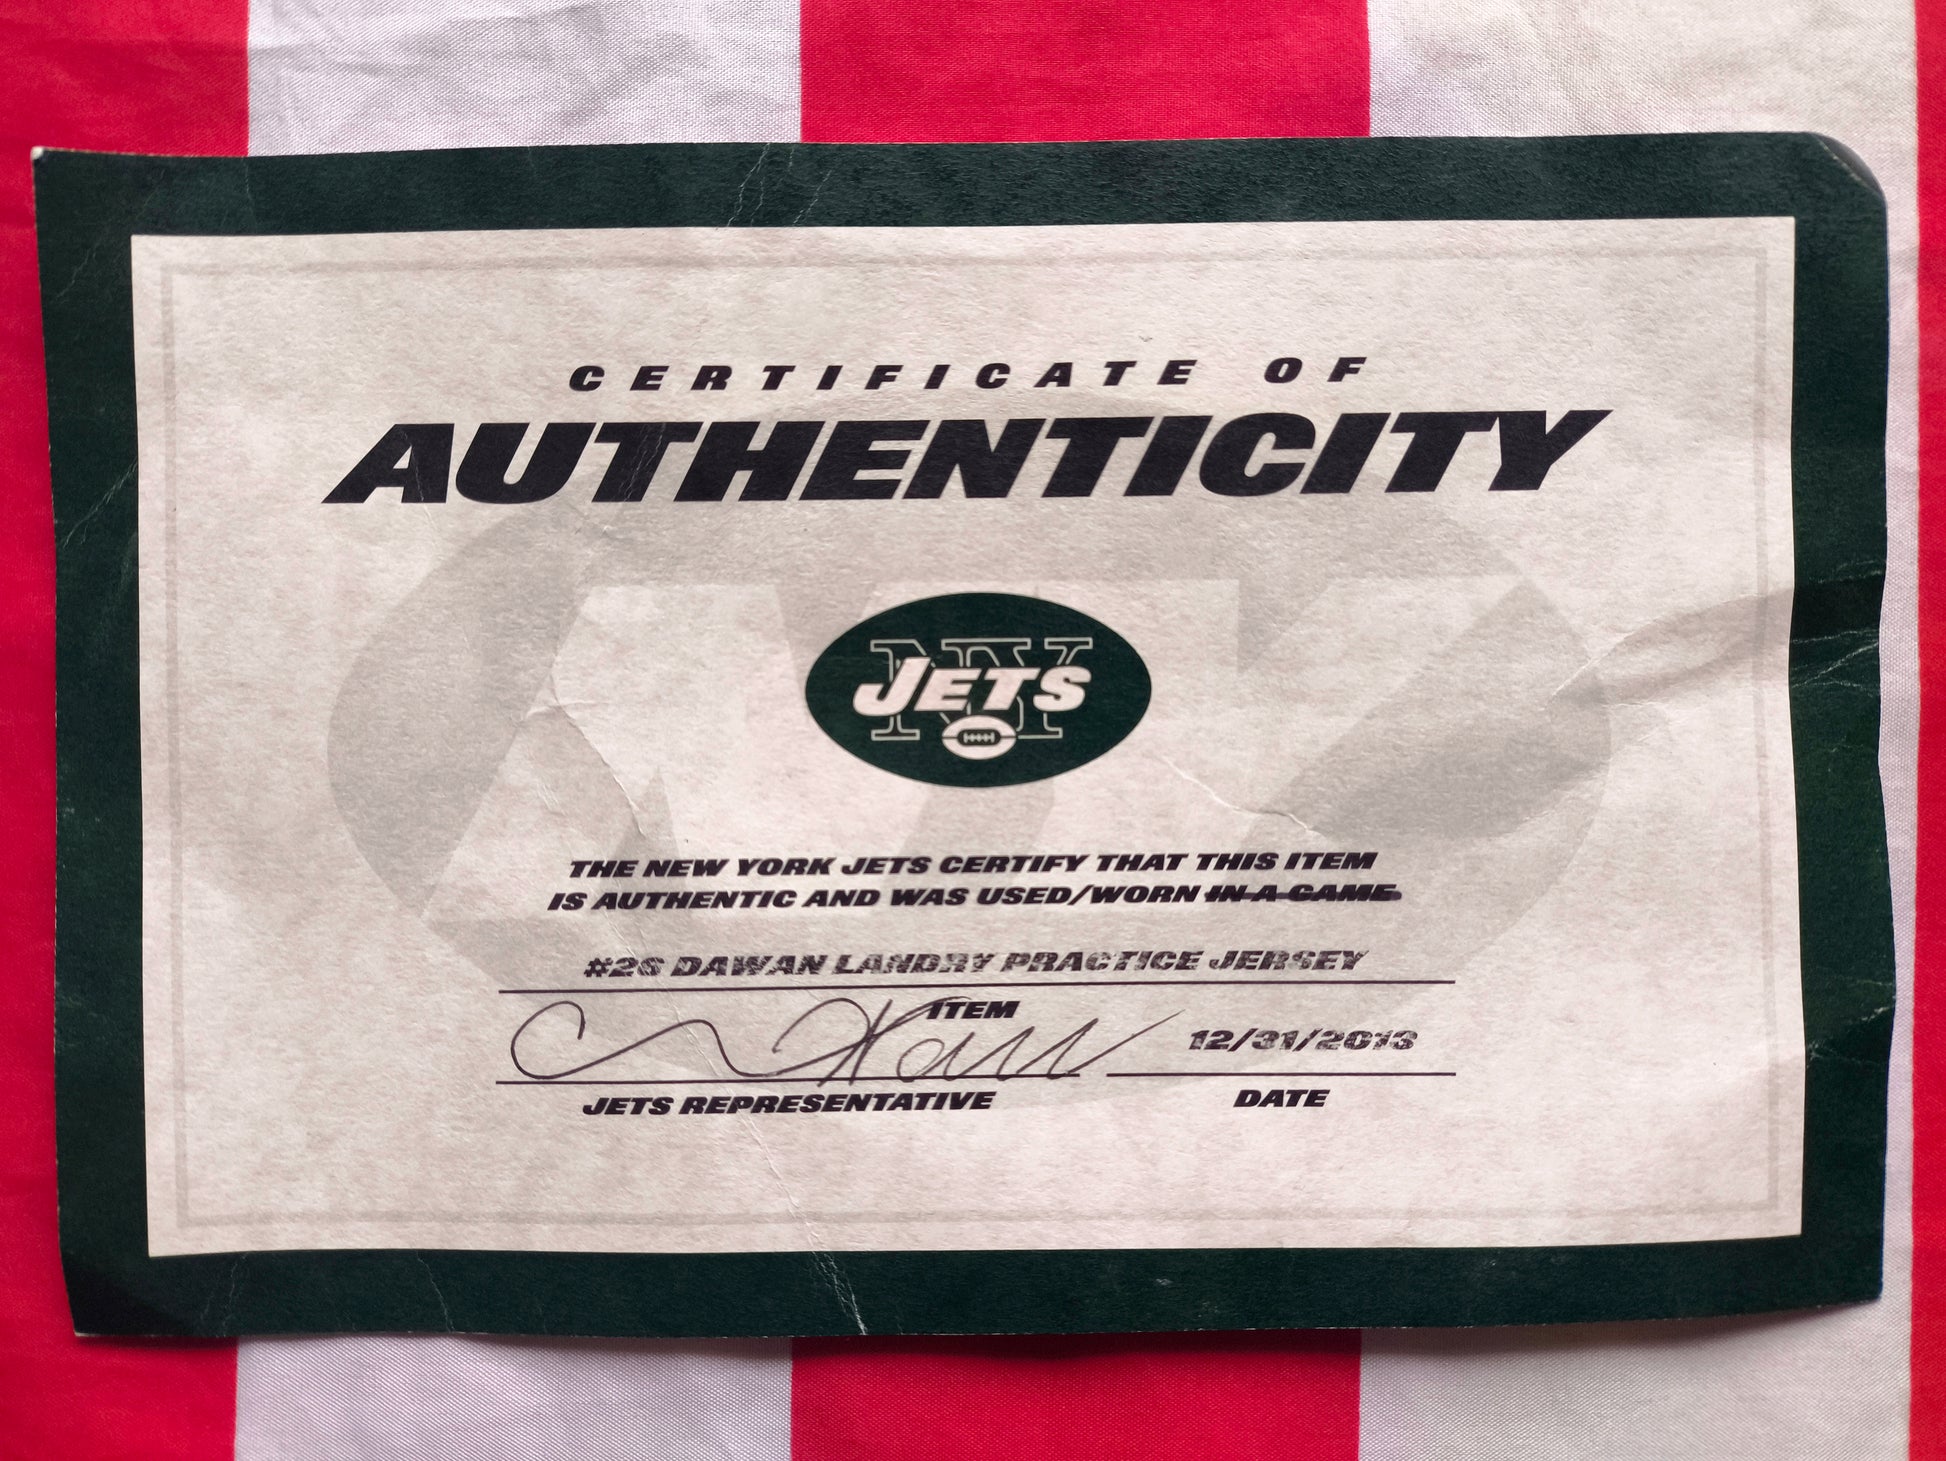 CERTIFICATE OF
AUTHENTICITY
NY
JETS
THE NEW YORK JETS CERTIFY THAT THIS ITEM
IS AUTHENTIC AND WAS USED/WORN IN A GAME.
#26 DAWAN LANDRY PRACTICE JERSEY
ITEM
12/31/2013
JETS REPRESENTATIVE DATE